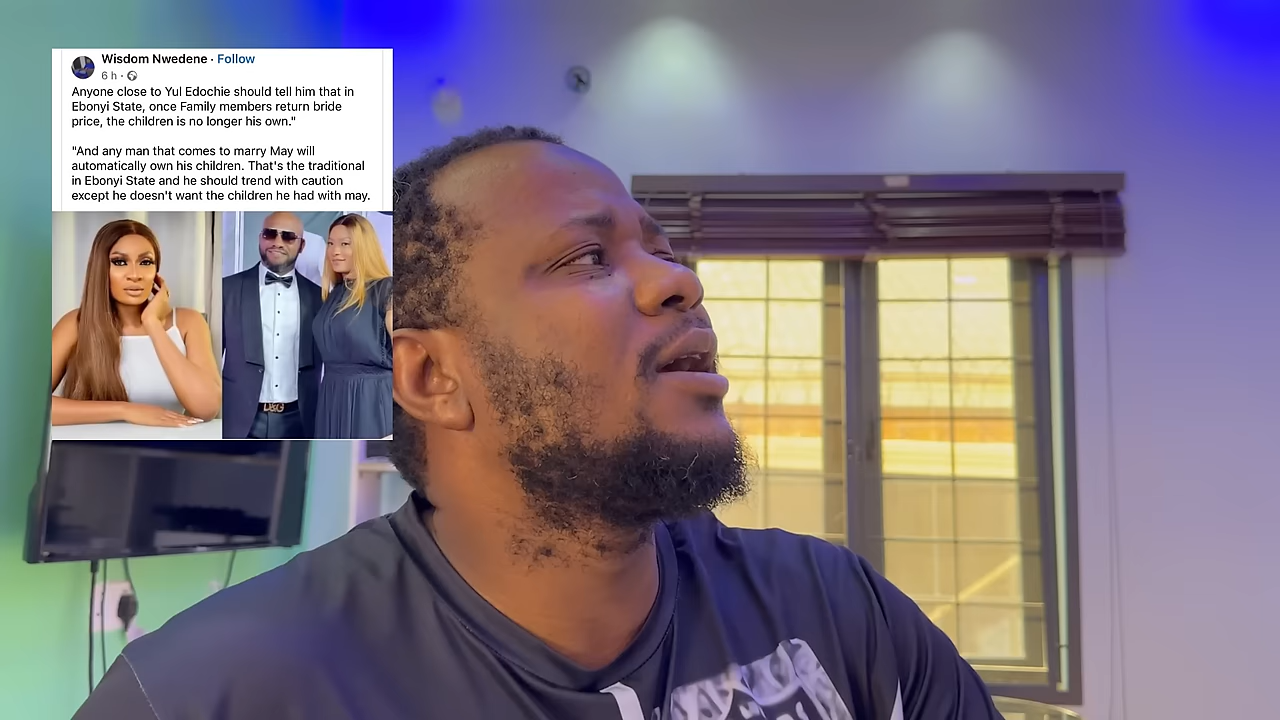 Wisdom Nwedene · Follow
6 h ·
Anyone close to Yul Edochie should tell him that in
Ebonyi State, once Family members return bride
price, the children is no longer his own."
"And any man that comes to marry May will
automatically own his children. That's the traditional
in Ebonyi State and he should trend with caution
except he doesn't want the children he had with may.
D&G